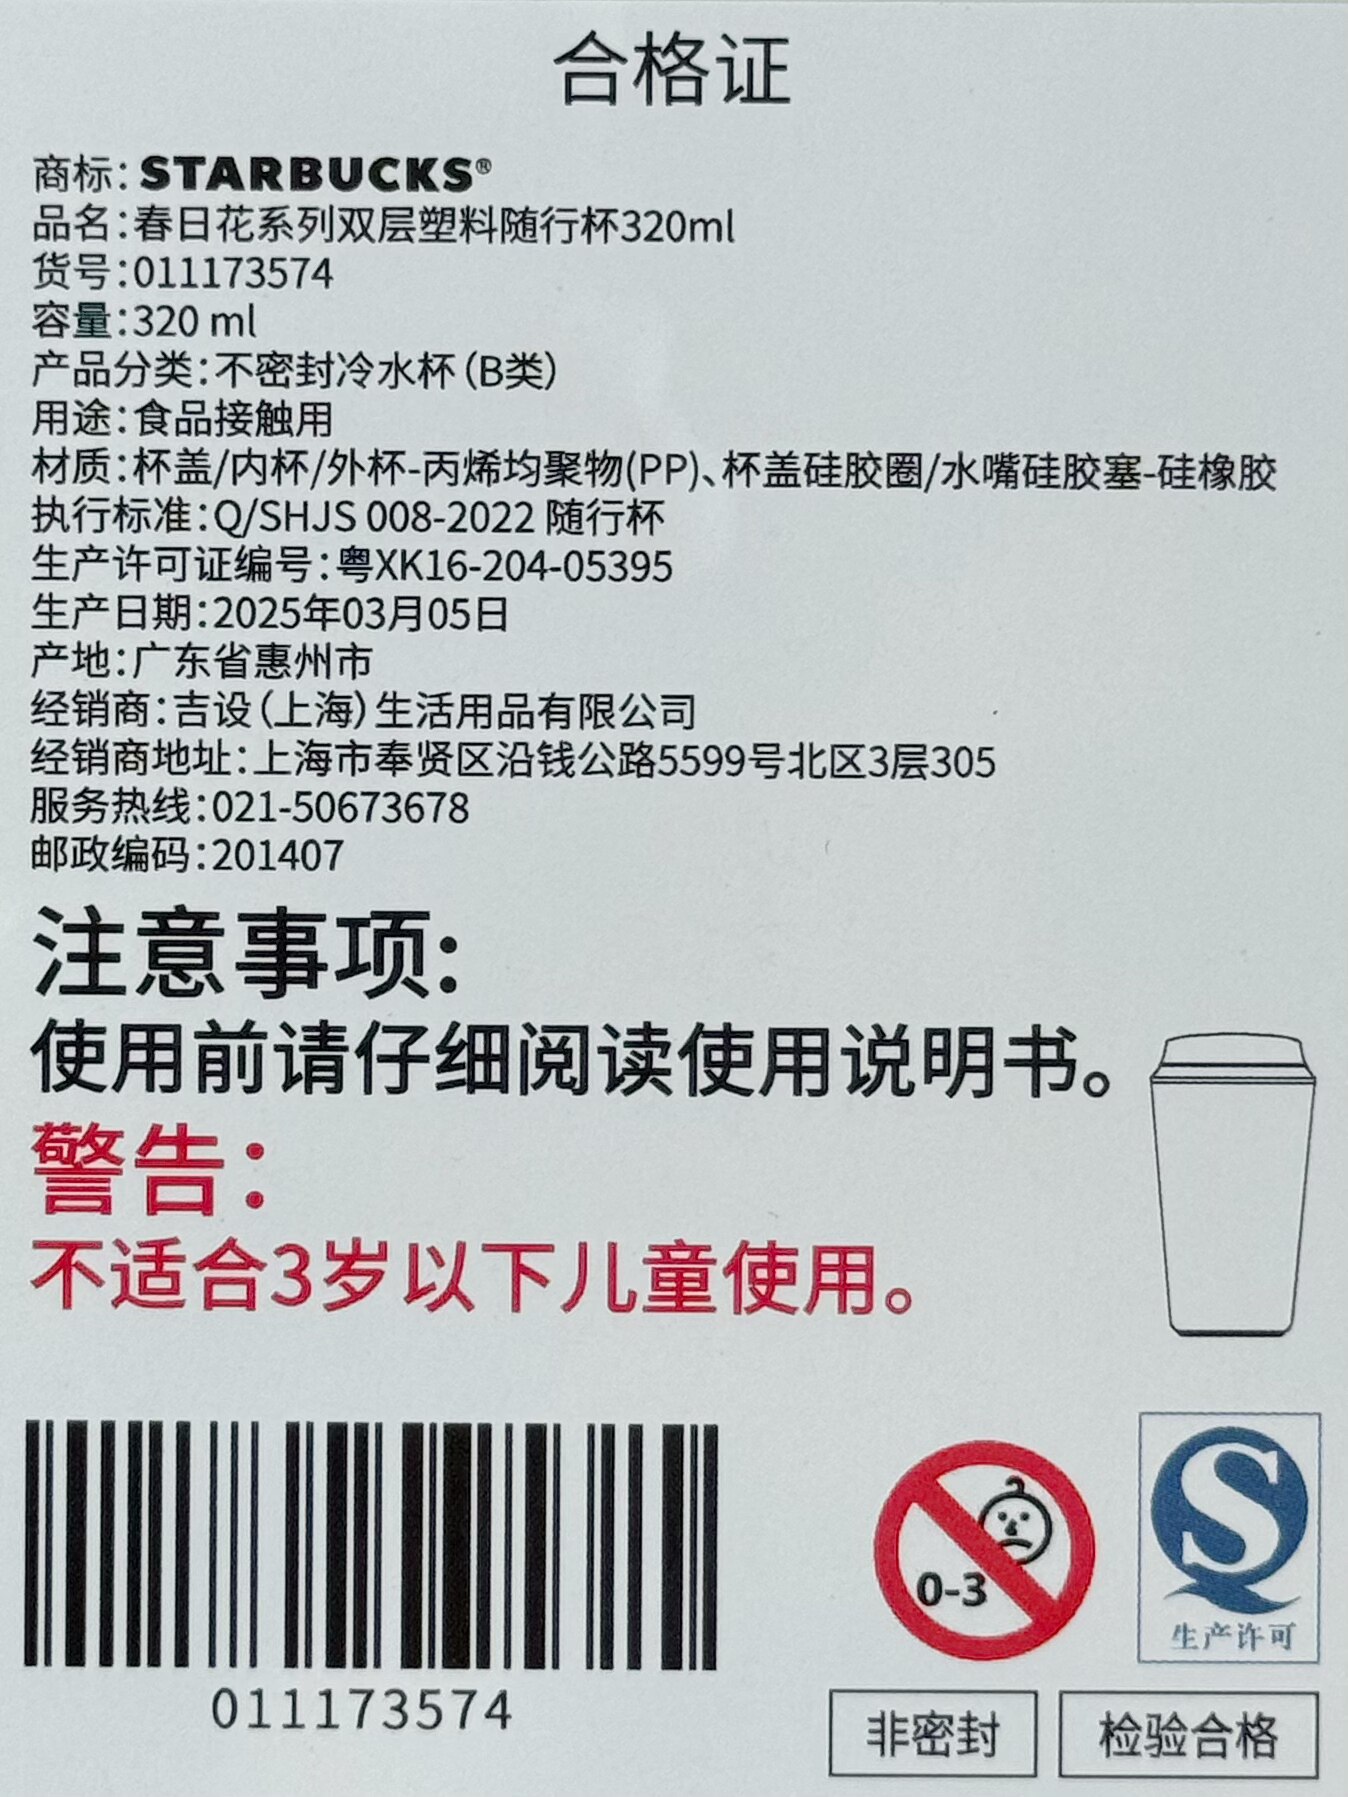 合格证
商标:STARBUCKS®
品名:春日花系列双层塑料随行杯320ml
货号:011173574
容量:320 ml
产品分类:不密封冷水杯(B类)
用途:食品接触用
材质:杯盖/内杯/外杯-丙烯均聚物(PP)、杯盖硅胶圈/水嘴硅胶塞-硅橡胶
执行标准:Q/SHJS 008-2022 随行杯
生产许可证编号:粤XK16-204-05395
生产日期:2025年03月05日
产地:广东省惠州市
经销商:吉设(上海)生活用品有限公司
经销商地址:上海市奉贤区沿钱公路5599号北区3层305
服务热线:021-50673678
邮政编码:201407
注意事项:
使用前请仔细阅读使用说明书。
警告:
不适合3岁以下儿童使用。
0-3
生产许可
011173574
非密封
检验合格